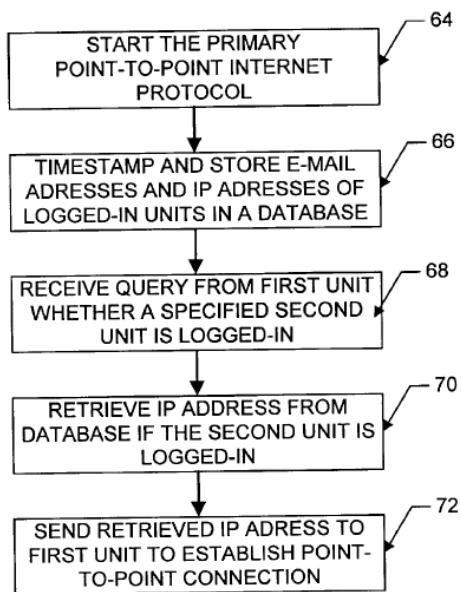 START THE PRIMARY
POINT-TO-POINT INTERNET
PROTOCOL
64
TIMESTAMP AND STORE E-MAIL
ADRESSES AND IP ADRESSES OF
LOGGED-IN UNITS IN A DATABASE
66
RECEIVE QUERY FROM FIRST UNIT
WHETHER A SPECIFIED SECOND
UNIT IS LOGGED-IN
68
RETRIEVE IP ADDRESS FROM
DATABASE IF THE SECOND UNIT IS
LOGGED-IN
70
SEND RETRIEVED IP ADRESS TO
FIRST UNIT TO ESTABLISH POINT-
TO-POINT CONNECTION
72